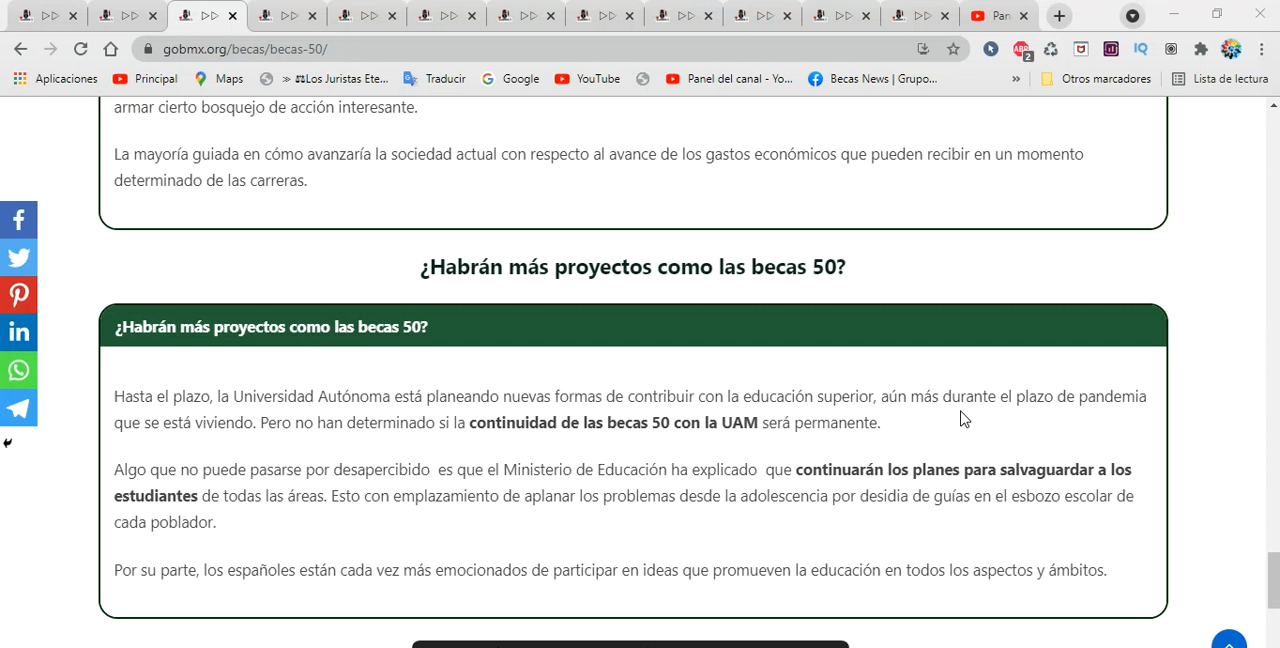 Pan
gobmx.org/becas/becas-50/
ABP
2
IQ
Aplicaciones
Principal
Maps
» ⚖Los Juristas Ete...
Traducir
Google
YouTube
Panel del canal - Yo...
Becas News | Grupo...
»
Otros marcadores
Lista de lectura
armar cierto bosquejo de acción interesante.
La mayoría guiada en cómo avanzaría la sociedad actual con respecto al avance de los gastos económicos que pueden recibir en un momento
determinado de las carreras.
¿Habrán más proyectos como las becas 50?
¿Habrán más proyectos como las becas 50?
Hasta el plazo, la Universidad Autónoma está planeando nuevas formas de contribuir con la educación superior, aún más durante el plazo de pandemia
que se está viviendo. Pero no han determinado si la continuidad de las becas 50 con la UAM será permanente.
Algo que no puede pasarse por desapercibido es que el Ministerio de Educación ha explicado que continuarán los planes para salvaguardar a los
estudiantes de todas las áreas. Esto con emplazamiento de aplanar los problemas desde la adolescencia por desidia de guías en el esbozo escolar de
cada poblador.
Por su parte, los españoles están cada vez más emocionados de participar en ideas que promueven la educación en todos los aspectos y ámbitos.